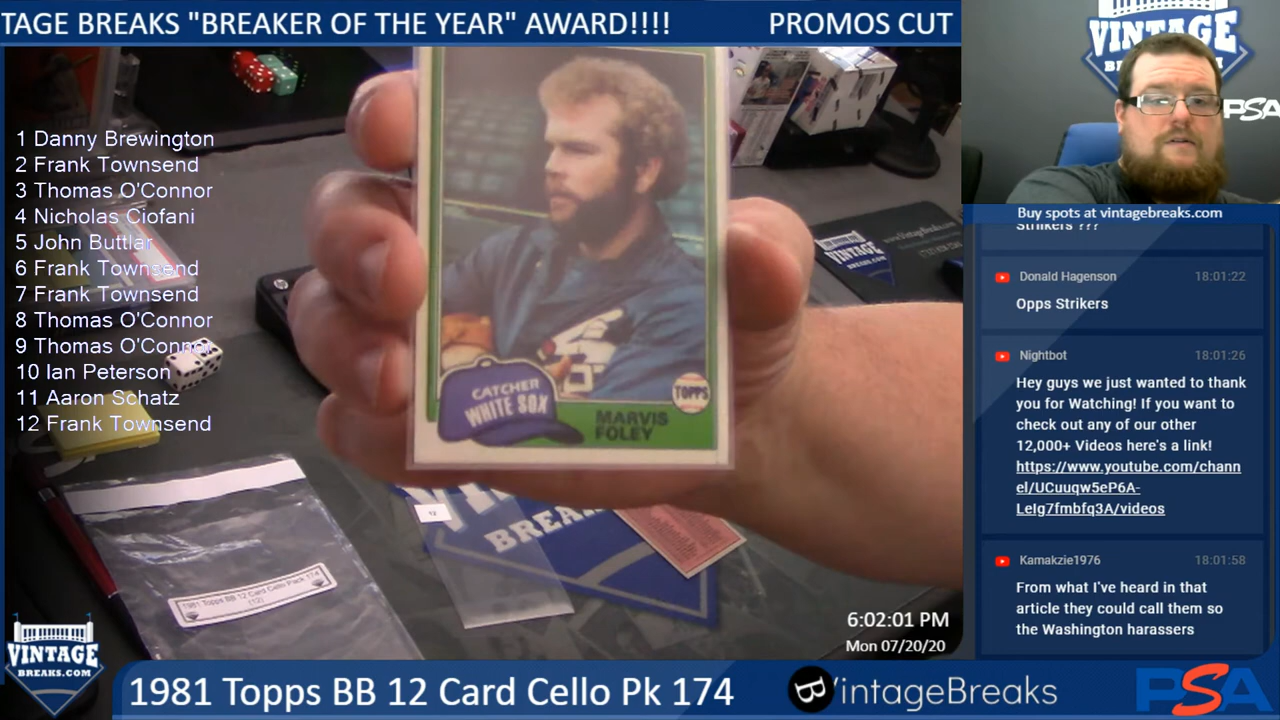 TAGE BREAKS "BREAKER OF THE YEAR" AWARD!!!! PROMOS CUT
1 Danny Brewington
2 Frank Townsend
3 Thomas O'Connor
4 Nicholas Ciofani
5 John Buttlar
6 Frank Townsend
7 Frank Townsend
8 Thomas O'Connor
9 Thomas O'Connor
10 Ian Peterson
11 Aaron Schatz
12 Frank Townsend
CATCHER
WHITE SOX
MARVIS
FOLEY
TOPPS
12
BREA
1981 Topps BB 12 Card Cello Pack 174
(12)
VINTAGE
BREAKS
VINTAGE
PSA
Buy spots at vintagebreaks.com
Strikers ???
Donald Hagenson 18:01:22
Opps Strikers
Nightbot 18:01:26
Hey guys we just wanted to thank
you for Watching! If you want to
check out any of our other
12,000+ Videos here's a link!
https://www.youtube.com/chann
el/UCuuqw5eP6A-
LeIg7fmbfq3A/videos
Kamakzie1976 18:01:58
From what I've heard in that
article they could call them so
the Washington harassers
6:02:01 PM
Mon 07/20/20
VINTAGE
BREAKS.COM
1981 Topps BB 12 Card Cello Pk 174
VintageBreaks
PSA